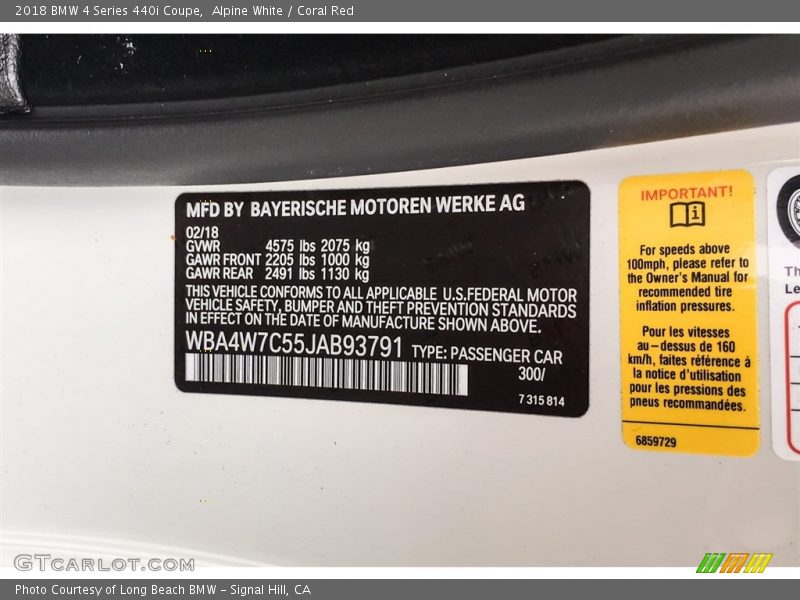 2018 BMW 4 Series 440i Coupe,  Alpine White / Coral Red
MFD BY BAYERISCHE MOTOREN WERKE AG
02/18
GVWR 4575 lbs 2075 kg
GAWR FRONT 2205 lbs 1000 kg
GAWR REAR 2491 lbs 1130 kg
THIS VEHICLE CONFORMS TO ALL APPLICABLE U.S.FEDERAL MOTOR
VEHICLE SAFETY, BUMPER AND THEFT PREVENTION STANDARDS
IN EFFECT ON THE DATE OF MANUFACTURE SHOWN ABOVE.
WBA4W7C55JAB93791 TYPE: PASSENGER CAR
300/
7 315 814
IMPORTANT!
For speeds above
100mph, please refer to
the Owner's Manual for
recommended tire
inflation pressures.
Pour les vitesses
au–dessus de 160
km/h, faites référence à
la notice d'utilisation
pour les pressions des
pneus recommandées.
6859729
Th
Le
GTCARLOT.COM
Photo Courtesy of Long Beach BMW – Signal Hill, CA